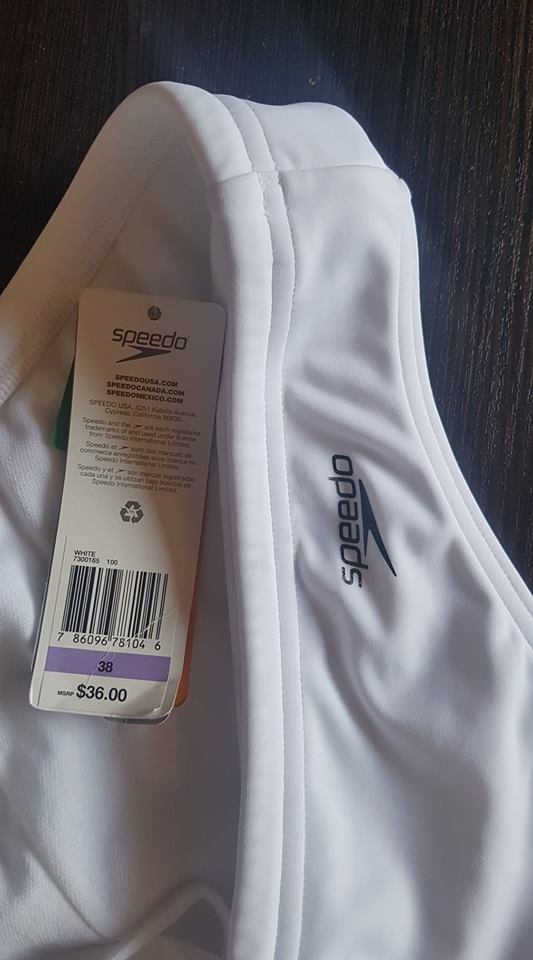 speedo
SPEEDOUSA.COM
SPEEDOCANADA.COM
SPEEDOMEXICO.COM
SPEEDO USA, 6251 Katella Avenue,
Cypress, California 90630
Speedo and the are each registered
trademarks of and used under license
from Speedo International Limited.
Speedo et sont des marques de
commerce enregistrées sous licence de
Speedo International Limited.
Speedo y el son marcas registradas
cada una y se utilizan bajo licencia de
Speedo International Limited.
WHITE
7300165 100
7 86096 78104 6
38
MSRP $36.00
speedo